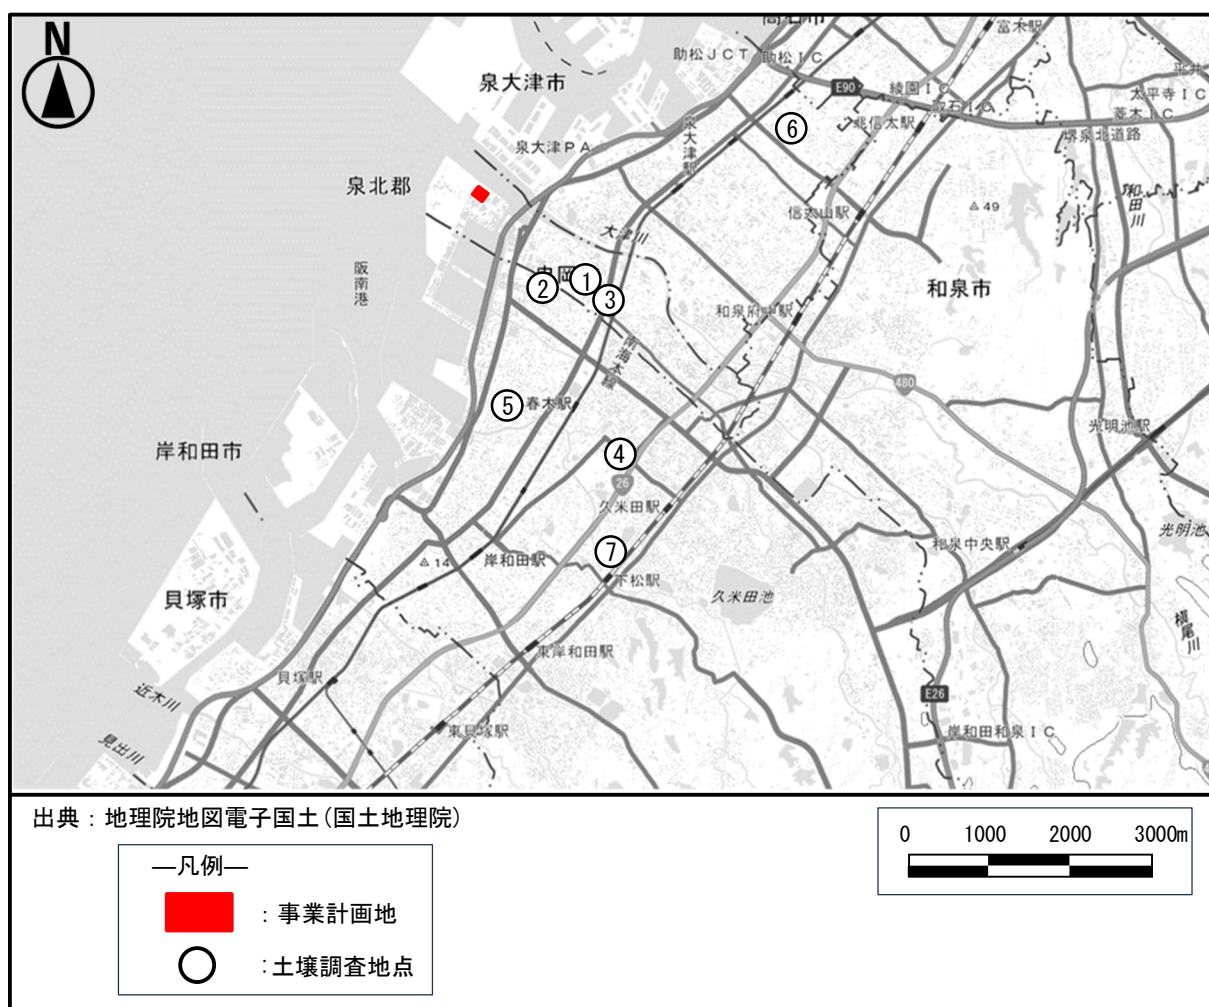 N
高石市
富木駅
助松JCT
助松IC
泉大津市
E90
綾園IC
平井
太平寺IC
取石IC
菱木IC
⑥
北信太駅
堺泉北道路
泉大津駅
泉大津PA
泉北郡
和田川
信太山駅
49
大津川
阪南港
忠岡
①
②
③
和泉市
和泉府中駅
南海本線
480
⑤
春木駅
光明池駅
岸和田市
④
26
久米田駅
光明池
⑦
和泉中央駅
14
岸和田駅
下松駅
久米田池
貝塚市
槇尾川
東岸和田駅
貝塚駅
近木川
E26
東貝塚駅
岸和田和泉IC
見出川
出典：地理院地図電子国土(国土地理院)
0 1000 2000 3000m
―凡例―
：事業計画地
：土壌調査地点